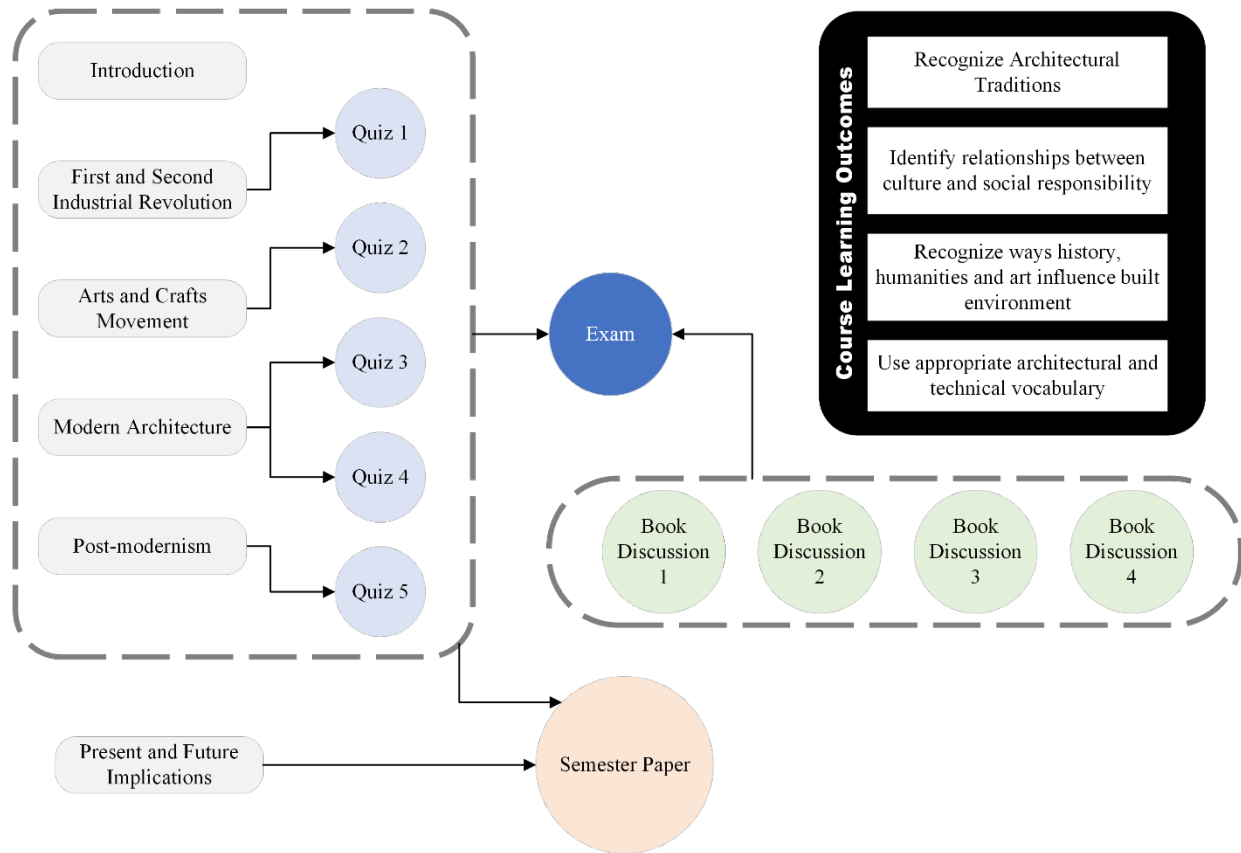 Introduction
First and Second
Industrial Revolution
Arts and Crafts
Movement
Modern Architecture
Post-modernism
Quiz 1
Quiz 2
Quiz 3
Quiz 4
Quiz 5
Exam
Course Learning Outcomes
Recognize Architectural
Traditions
Identify relationships between
culture and social responsibility
Recognize ways history,
humanities and art influence built
environment
Use appropriate architectural and
technical vocabulary
Book
Discussion
1
Book
Discussion
2
Book
Discussion
3
Book
Discussion
4
Present and Future
Implications
Semester Paper